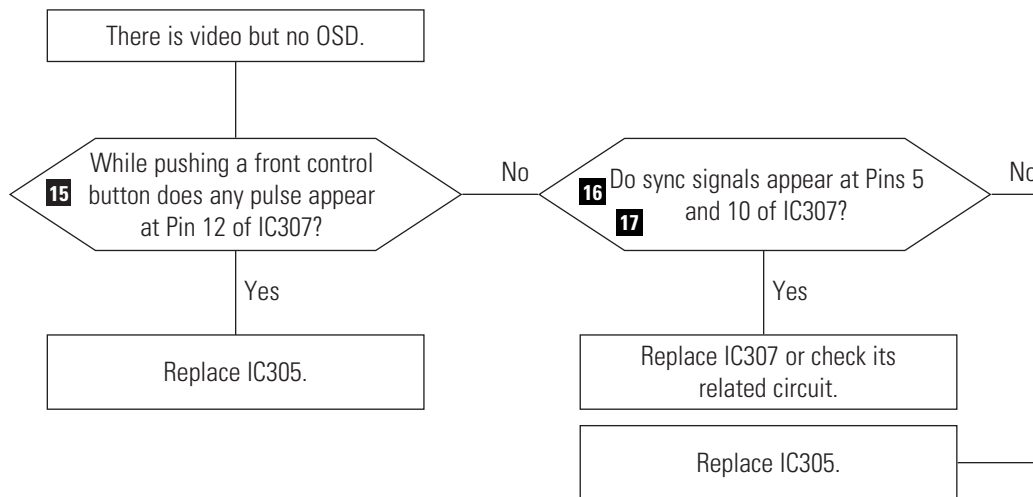 There is video but no OSD.
15
While pushing a front control
button does any pulse appear
at Pin 12 of IC307?
No
16
17
Do sync signals appear at Pins 5
and 10 of IC307?
No
Yes
Yes
Replace IC305.
Replace IC307 or check its
related circuit.
Replace IC305.